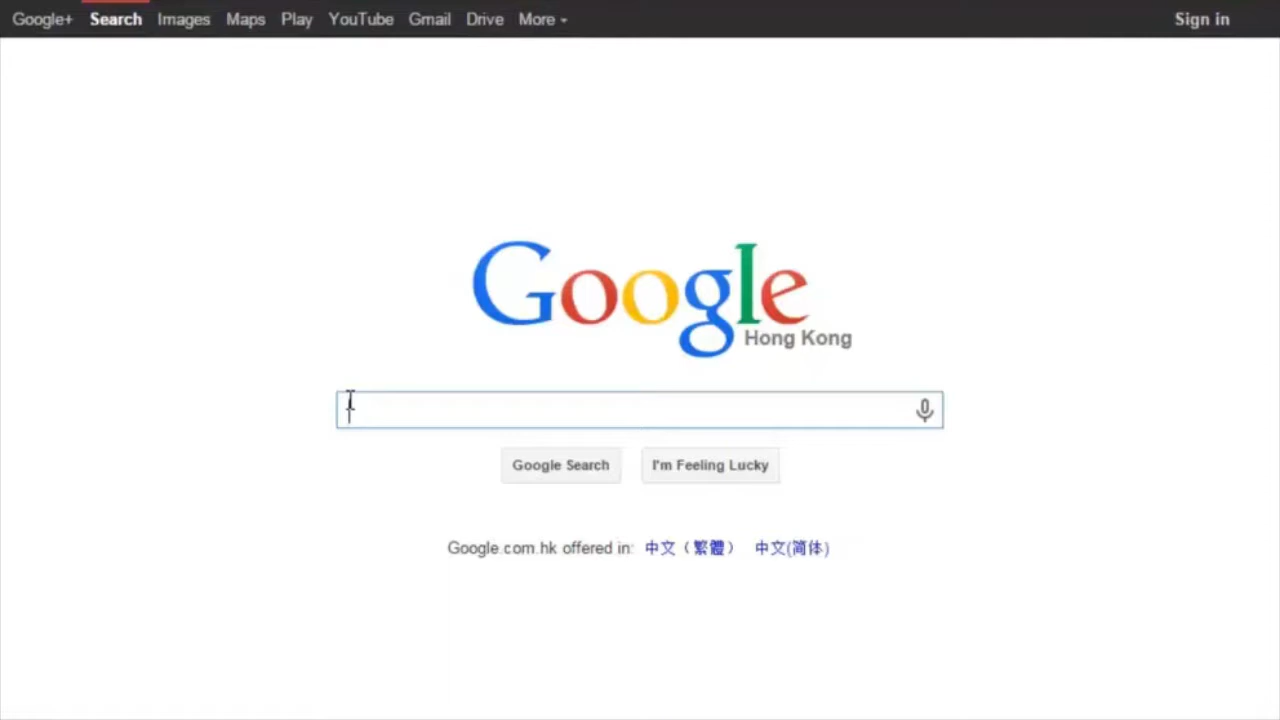 Google+ Search Images Maps Play YouTube Gmail Drive More Sign in
Google
Hong Kong
Google Search I'm Feeling Lucky
Google.com.hk offered in: 中文（繁體） 中文(简体)